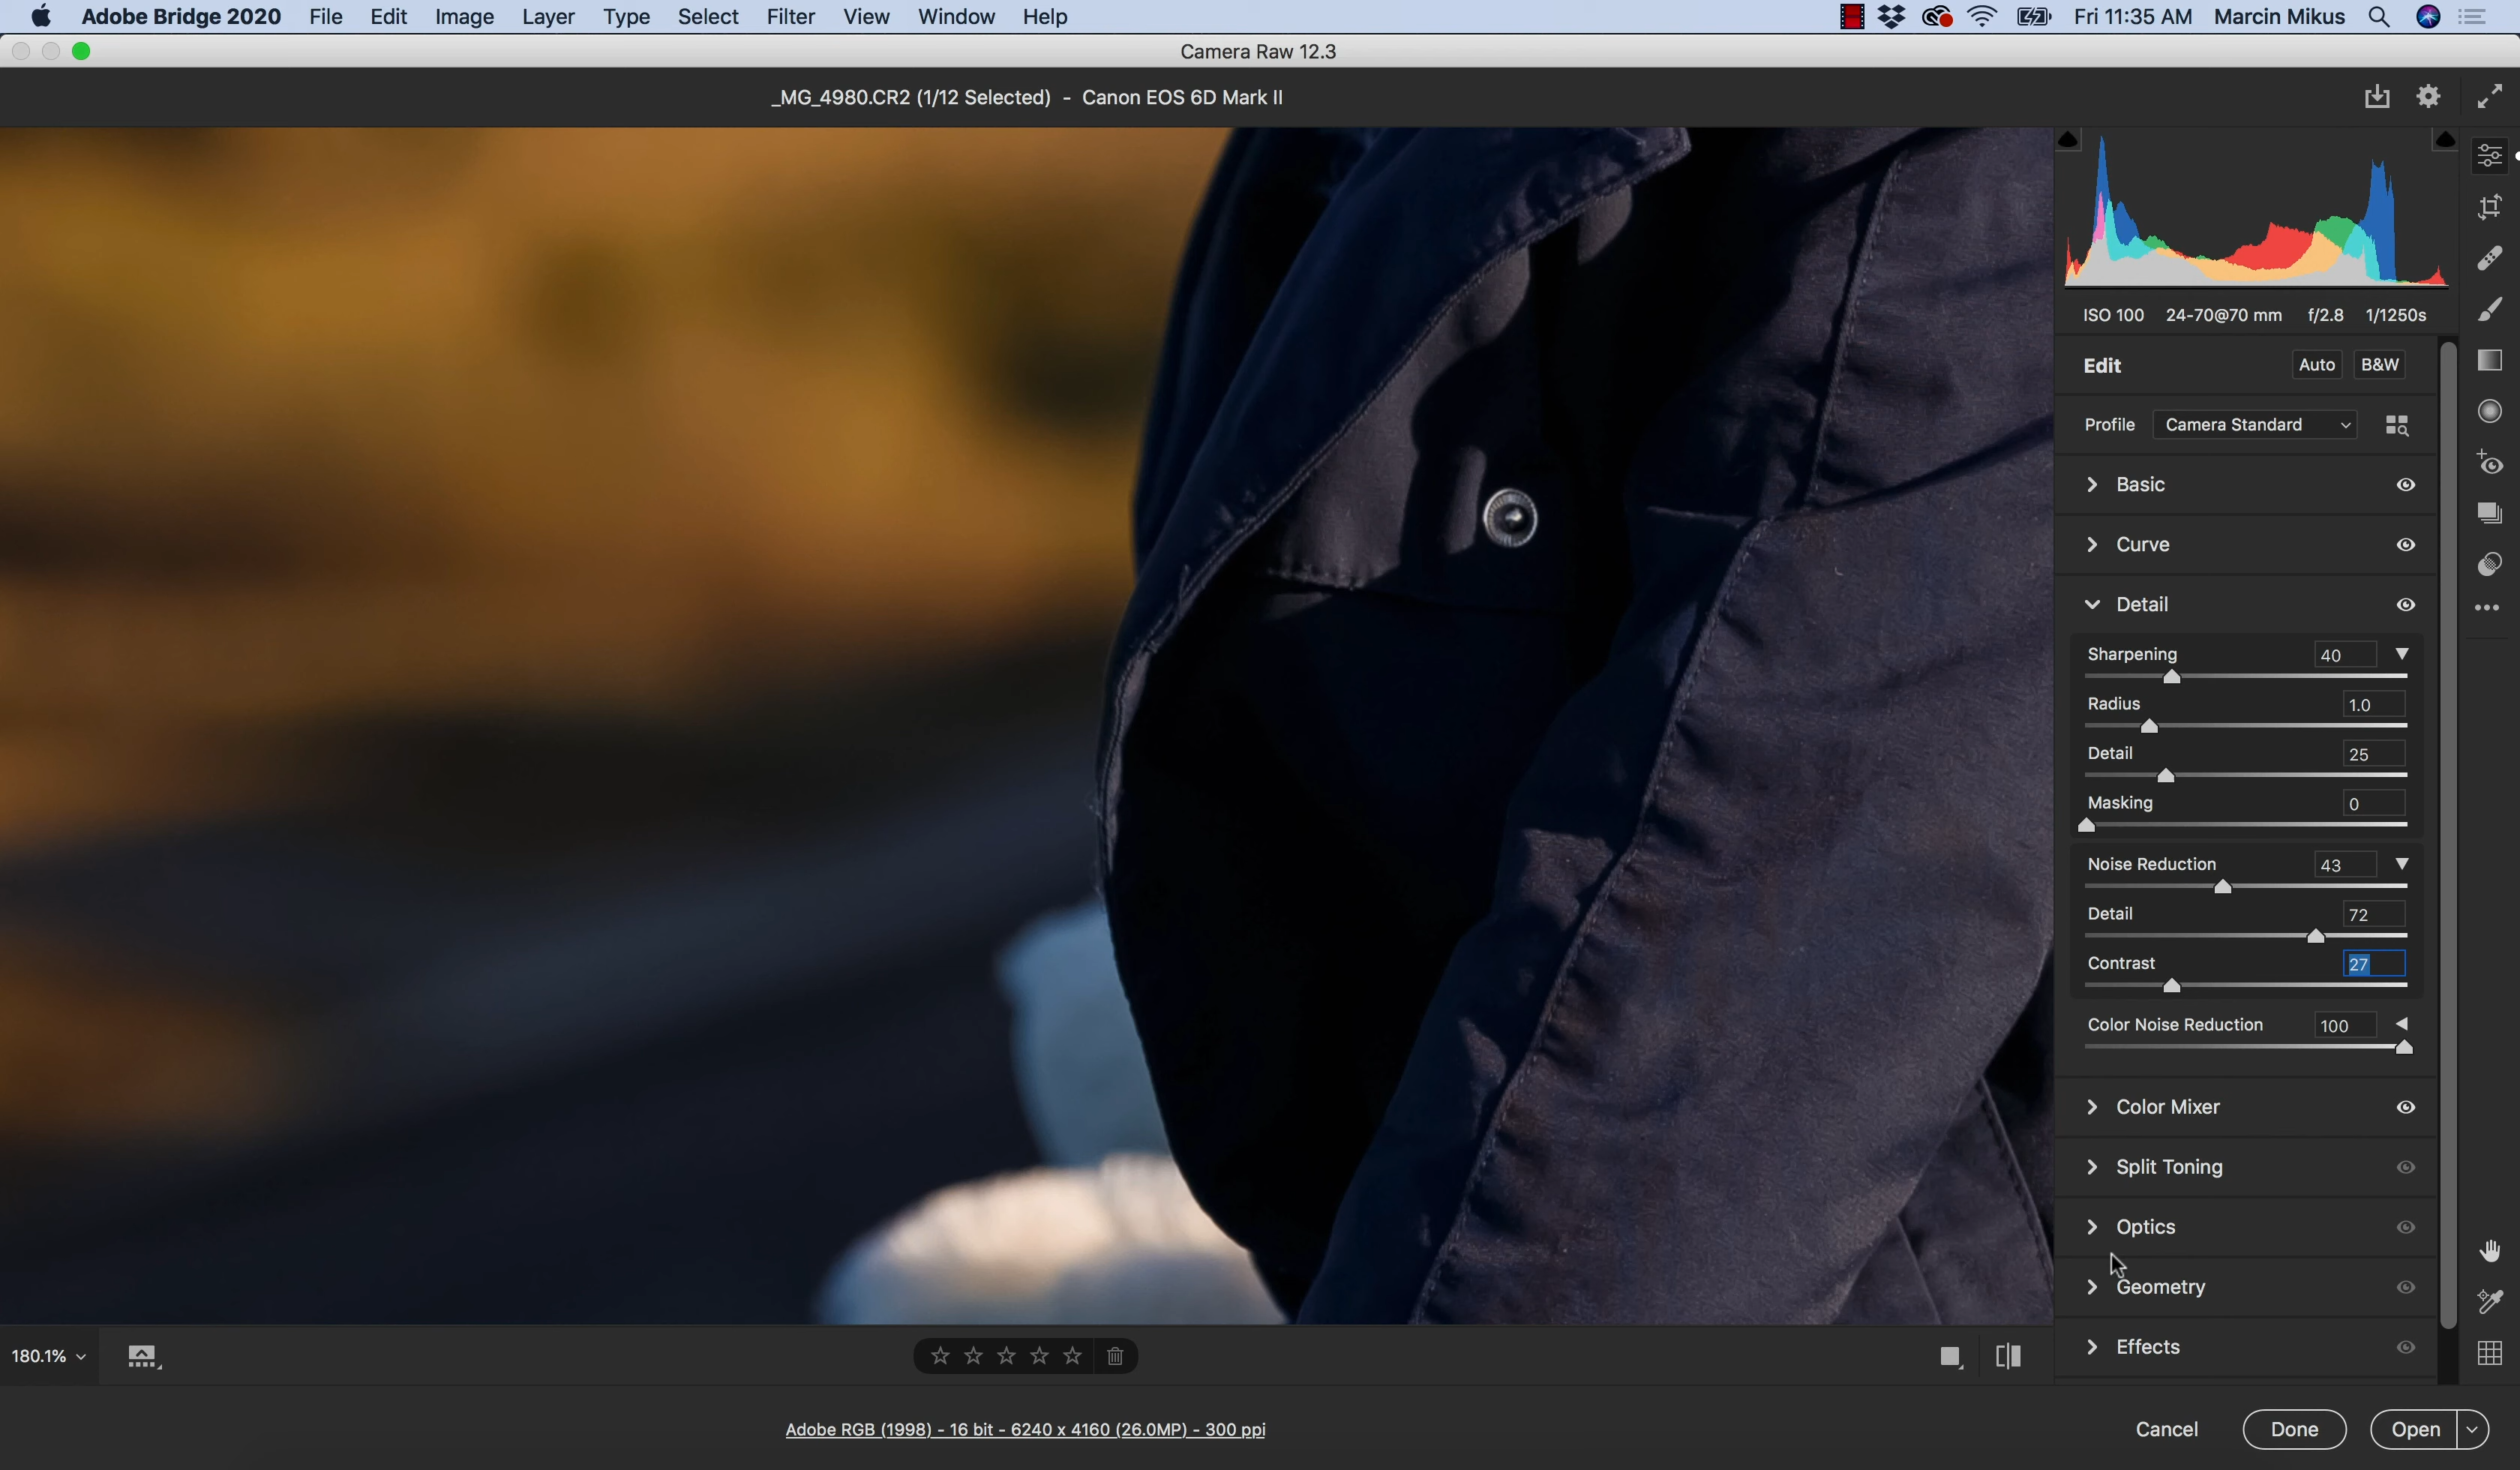 Adobe Bridge 2020 File Edit Image Layer Type Select Filter View Window Help Fri 11:35 AM Marcin Mikus
Camera Raw 12.3
_MG_4980.CR2 (1/12 Selected) - Canon EOS 6D Mark II
ISO 100 24-70@70 mm f/2.8 1/1250s
Edit Auto B&W
Profile Camera Standard
Basic
Curve
Detail
Sharpening 40
Radius 1.0
Detail 25
Masking 0
Noise Reduction 43
Detail 72
Contrast 27
Color Noise Reduction 100
Color Mixer
Split Toning
Optics
Geometry
Effects
180.1%
Adobe RGB (1998) - 16 bit - 6240 x 4160 (26.0MP) - 300 ppi
Cancel Done Open